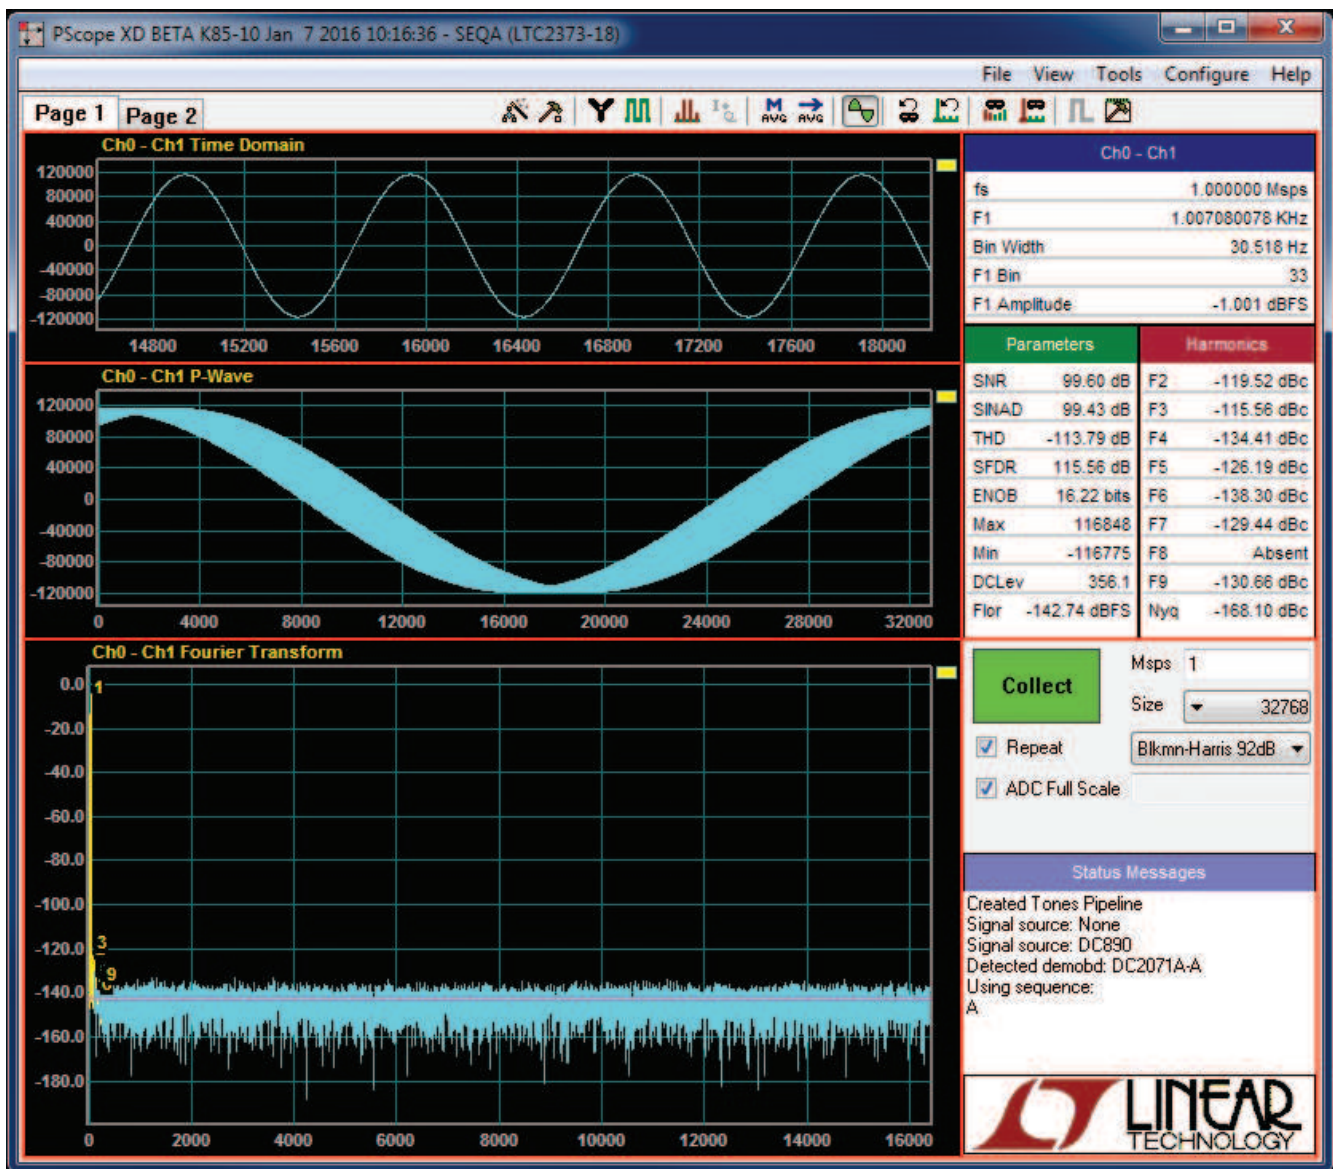 PScope XD BETA K85-10 Jan 7 2016 10:16:36 - SEQA (LTC2373-18)
File View Tools Configure Help
Page 1 Page 2
M AVG AVG
Ch0 - Ch1 Time Domain
120000
80000
40000
0
-40000
-80000
-120000
14800 15200 15600 16000 16400 16800 17200 17600 18000
Ch0 - Ch1 P-Wave
120000
80000
40000
0
-40000
-80000
-120000
0 4000 8000 12000 16000 20000 24000 28000 32000
Ch0 - Ch1 Fourier Transform
0.0
-20.0
-40.0
-60.0
-80.0
-100.0
-120.0
-140.0
-160.0
-180.0
1
3
9
0 2000 4000 6000 8000 10000 12000 14000 16000
Ch0 - Ch1
fs 1.000000 Msps
F1 1.007080078 KHz
Bin Width 30.518 Hz
F1 Bin 33
F1 Amplitude -1.001 dBFS
Parameters Harmonics
SNR 99.60 dB F2 -119.52 dBc
SINAD 99.43 dB F3 -115.56 dBc
THD -113.79 dB F4 -134.41 dBc
SFDR 115.56 dB F5 -126.19 dBc
ENOB 16.22 bits F6 -138.30 dBc
Max 116848 F7 -129.44 dBc
Min -116775 F8 Absent
DCLev 356.1 F9 -130.66 dBc
Flor -142.74 dBFS Nyq -168.10 dBc
Collect
Msps 1
Size 32768
Repeat Blkmn-Harris 92dB
ADC Full Scale
Status Messages
Created Tones Pipeline
Signal source: None
Signal source: DC890
Detected demobd: DC2071A-A
Using sequence:
A
LINEAR
TECHNOLOGY